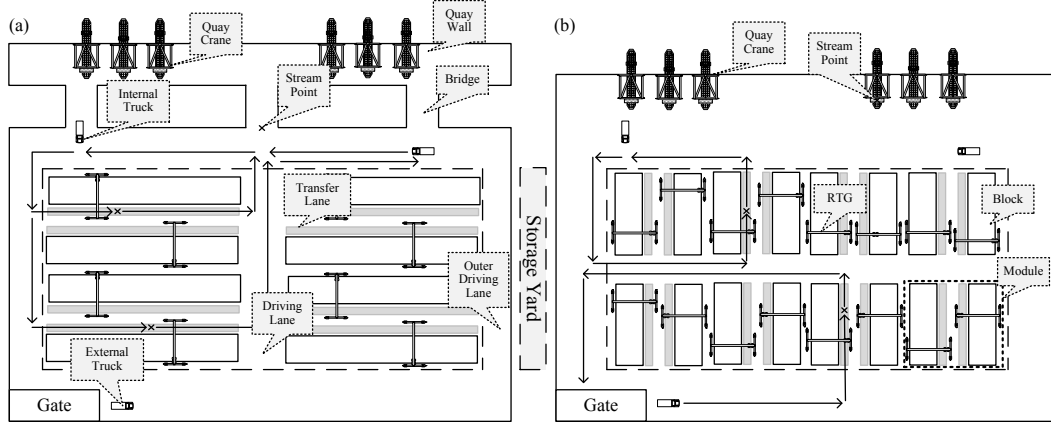 (a)
Quay
Crane
Quay
Wall
Internal
Truck
Stream
Point
Bridge
Transfer
Lane
Outer
Driving
Lane
Driving
Lane
External
Truck
Gate
Storage Yard
(b)
Quay
Crane
Stream
Point
RTG
Block
Module
Gate